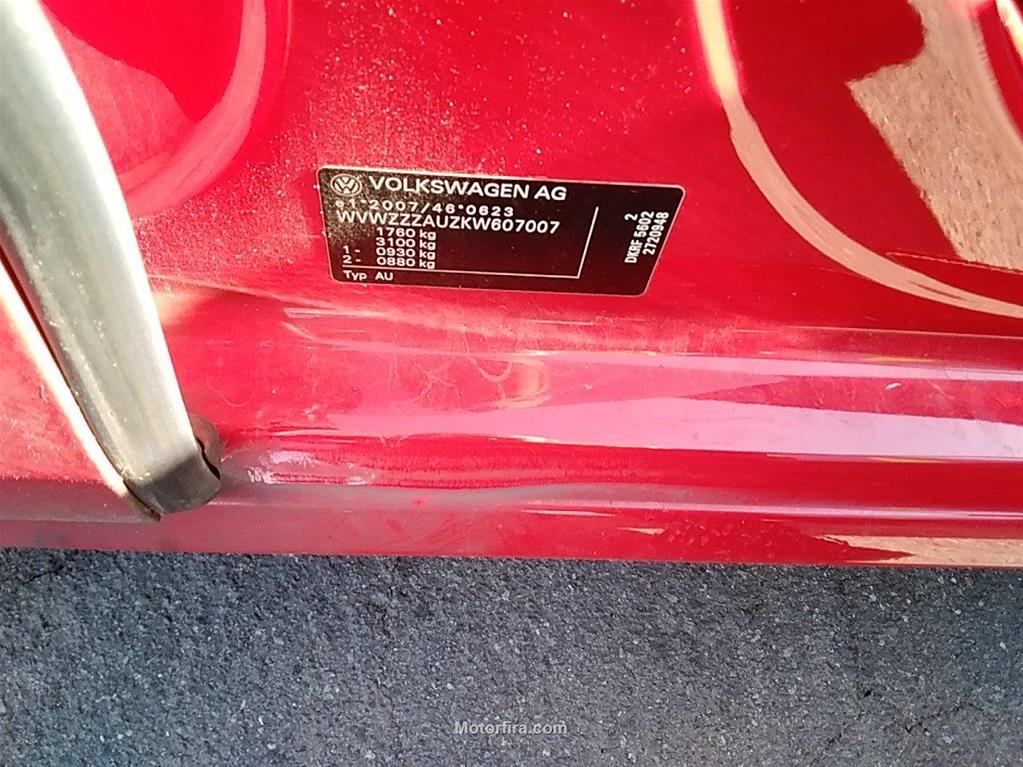 VOLKSWAGEN AG
e1*2007/46*0623
WVWZZZAUZKW607007
1760 kg
3100 kg
1- 0930 kg
2- 0880 kg
Typ AU
2
DKRF 5602
2720948
Motorfira.com